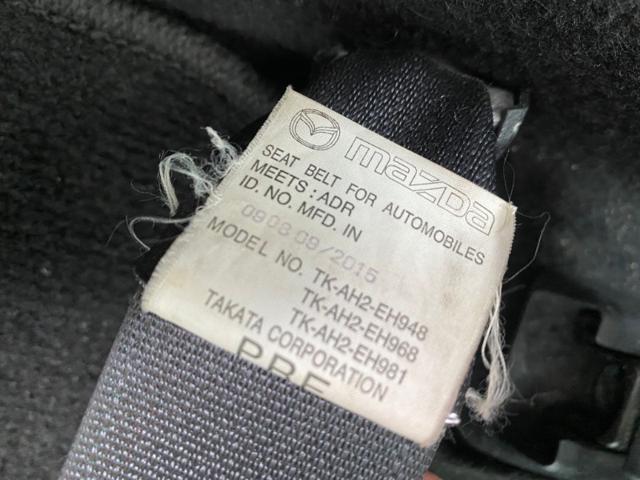 mazda
SEAT BELT FOR AUTOMOBILES
MEETS : ADR
ID. NO. MFD. IN
0908 09/2015
MODEL NO. TK-AH2-EH948
TK-AH2-EH968
TK-AH2-EH981
TAKATA CORPORATION